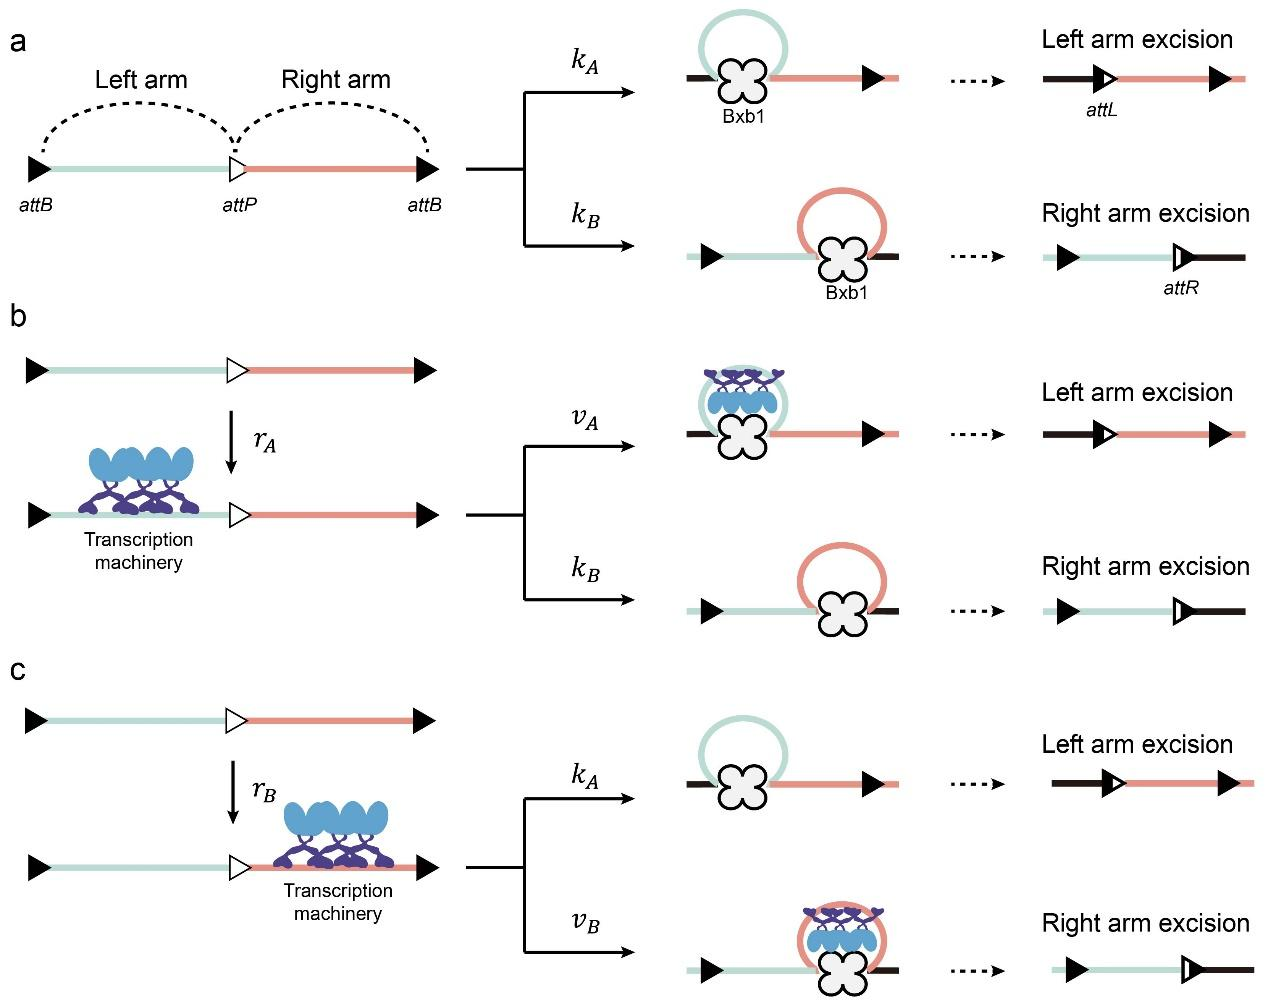 a
Left arm
Right arm
attB
attP
attB
k_A
Bxb1
Left arm excision
attL
k_B
Bxb1
Right arm excision
attR
b
r_A
Transcription
machinery
v_A
Left arm excision
k_B
Right arm excision
c
r_B
Transcription
machinery
k_A
Left arm excision
v_B
Right arm excision